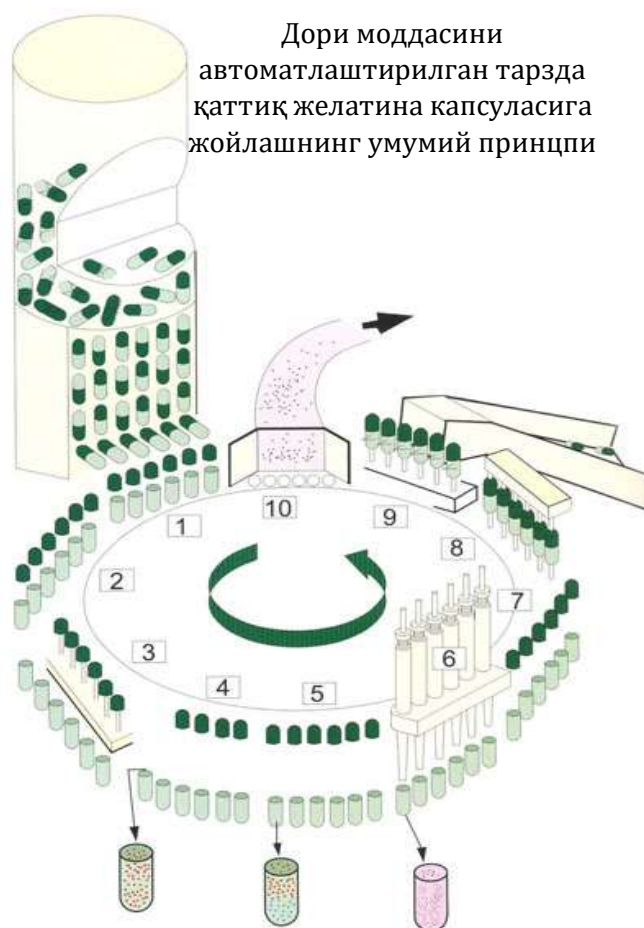 Дори моддасини
автоматлаштирилган тарзда
қаттиқ желатина капсуласига
жойлашнинг умумий принцпи
10
9
1
8
2
7
3
6
4
5